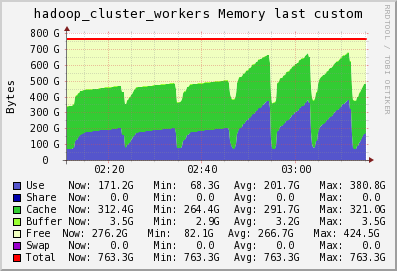 hadoop_cluster_workers Memory last custom
RRDTOOL / TOBI OETIKER
Bytes
800 G
700 G
600 G
500 G
400 G
300 G
200 G
100 G
0
02:20 02:40 03:00
Use Now: 171.2G Min: 68.3G Avg: 201.7G Max: 380.8G
Share Now: 0.0 Min: 0.0 Avg: 0.0 Max: 0.0
Cache Now: 312.4G Min: 264.4G Avg: 291.7G Max: 321.0G
Buffer Now: 3.5G Min: 2.9G Avg: 3.2G Max: 3.5G
Free Now: 276.2G Min: 82.1G Avg: 266.7G Max: 424.5G
Swap Now: 0.0 Min: 0.0 Avg: 0.0 Max: 0.0
Total Now: 763.3G Min: 763.3G Avg: 763.3G Max: 763.3G